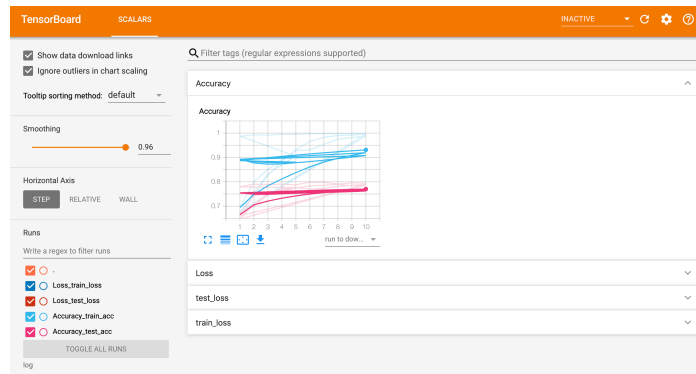 TensorBoard
SCALARS
INACTIVE
Show data download links
Ignore outliers in chart scaling
Tooltip sorting method: default
Smoothing
0.96
Horizontal Axis
STEP RELATIVE WALL
Runs
Write a regex to filter runs
.
Loss_train_loss
Loss_test_loss
Accuracy_train_acc
Accuracy_test_acc
TOGGLE ALL RUNS
log
Filter tags (regular expressions supported)
Accuracy
Accuracy
1
0.9
0.8
0.7
1 2 3 4 5 6 7 8 9 10
run to dow...
Loss
test_loss
train_loss